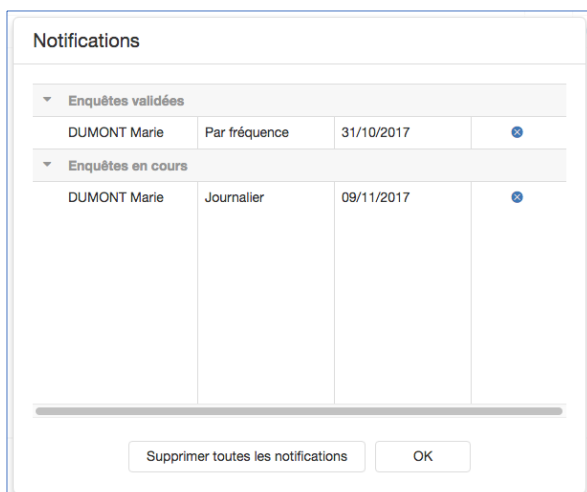 Notifications
Enquêtes validées
DUMONT Marie Par fréquence 31/10/2017
Enquêtes en cours
DUMONT Marie Journalier 09/11/2017
Supprimer toutes les notifications OK